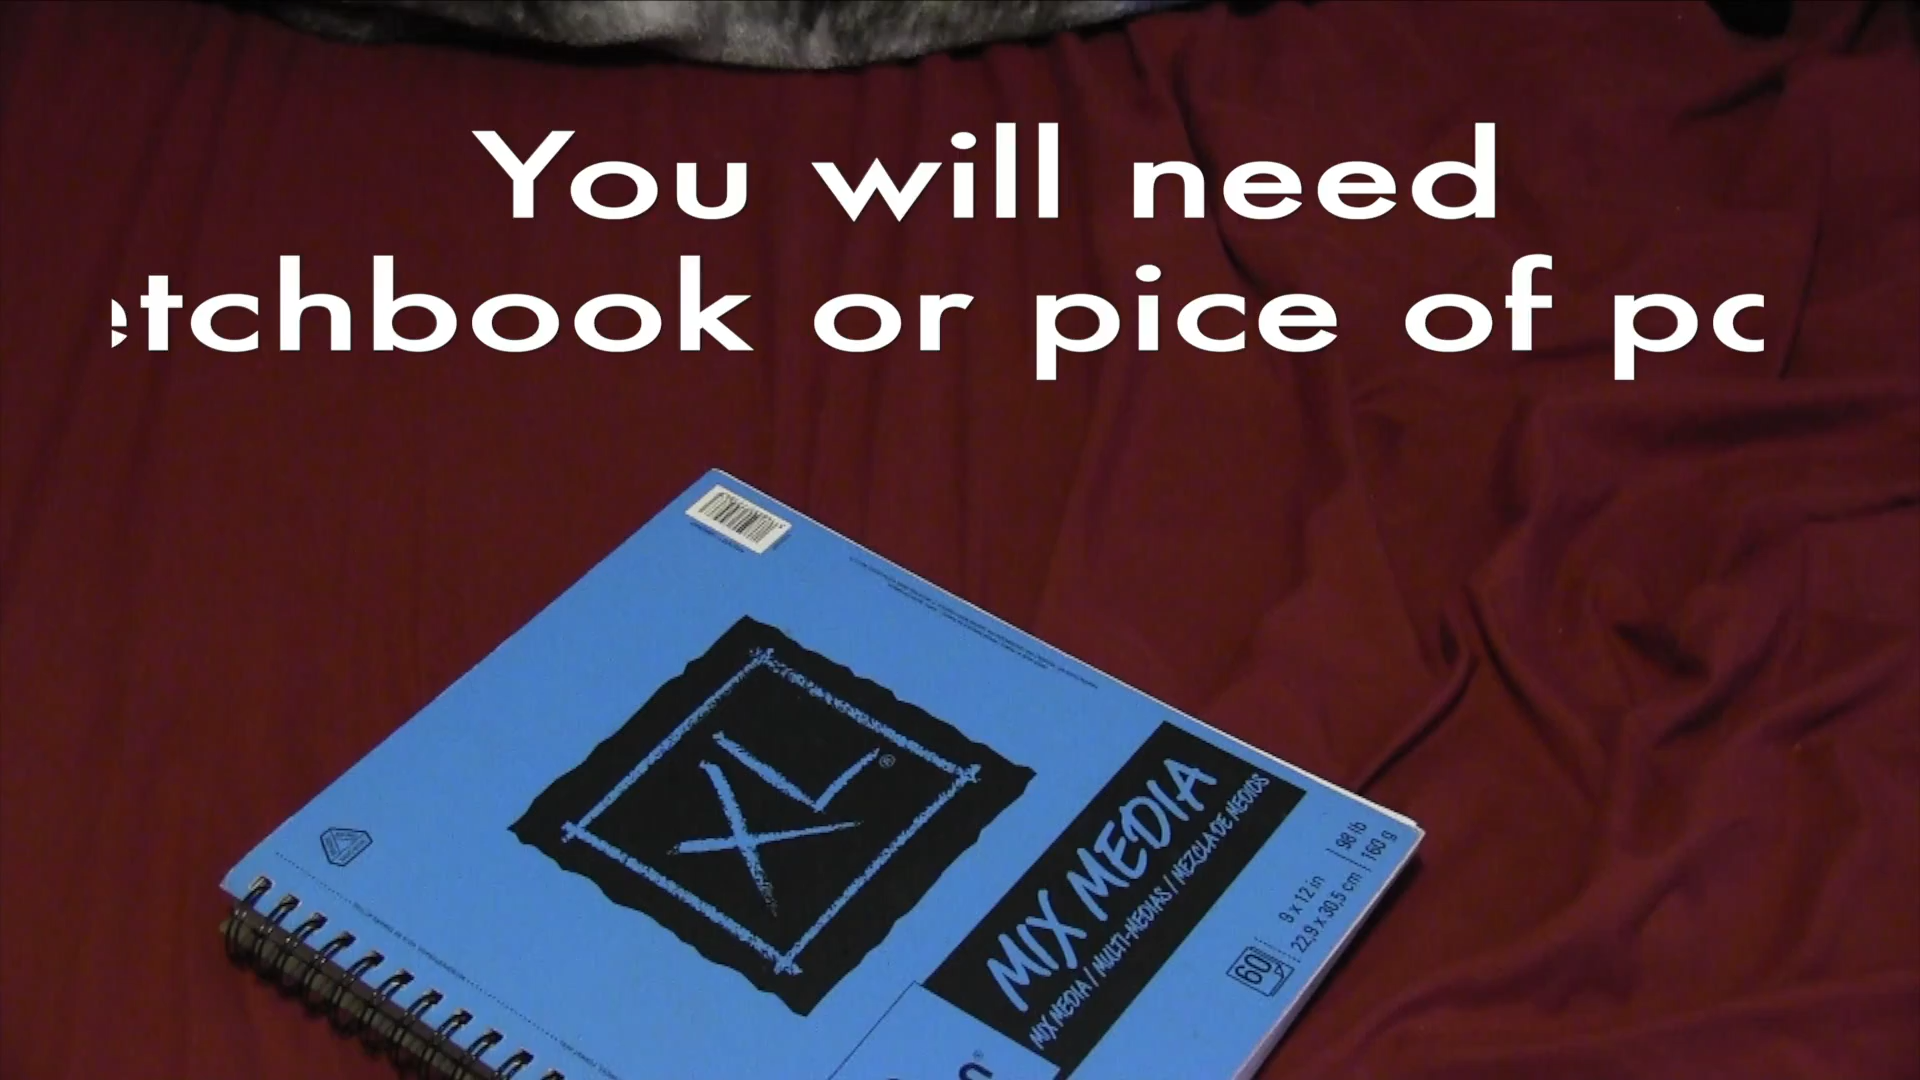 You will need
etchbook or pice of pa
XL®
MIX MEDIA
MIX MEDIA / MULTI-MEDIAS / MEZCLA DE MEDIOS
98 lb
160 g
9 x 12 in
22,9 x 30,5 cm
60